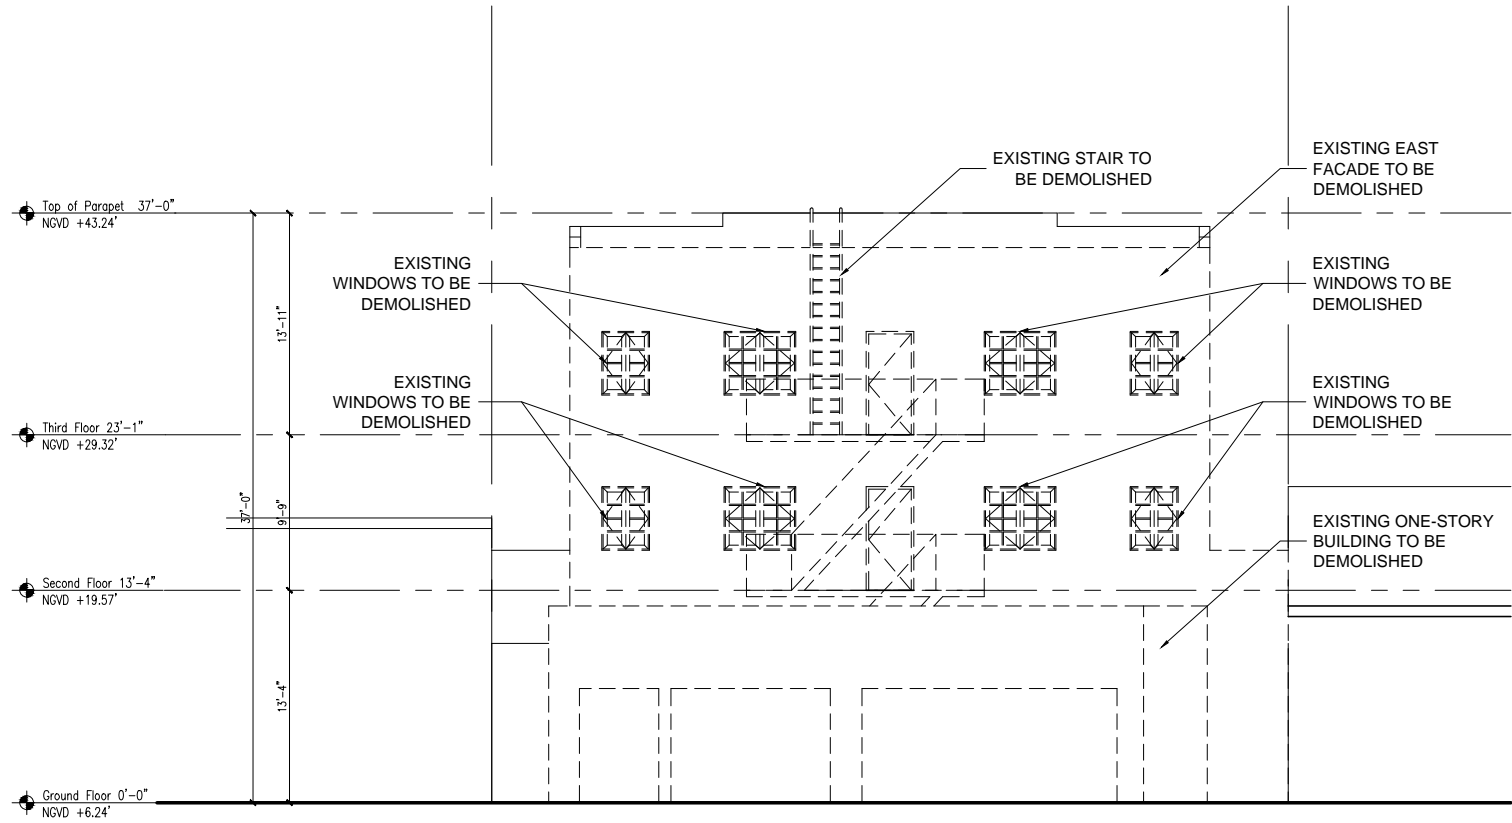 EXISTING STAIR TO
BE DEMOLISHED
EXISTING EAST
FACADE TO BE
DEMOLISHED
Top of Parapet 37'-0"
NGVD +43.24'
EXISTING
WINDOWS TO BE
DEMOLISHED
EXISTING
WINDOWS TO BE
DEMOLISHED
13'-11"
EXISTING
WINDOWS TO BE
DEMOLISHED
EXISTING
WINDOWS TO BE
DEMOLISHED
Third Floor 23'-1"
NGVD +29.32'
37'-0"
9'-9"
EXISTING ONE-STORY
BUILDING TO BE
DEMOLISHED
Second Floor 13'-4"
NGVD +19.57'
13'-4"
Ground Floor 0'-0"
NGVD +6.24'